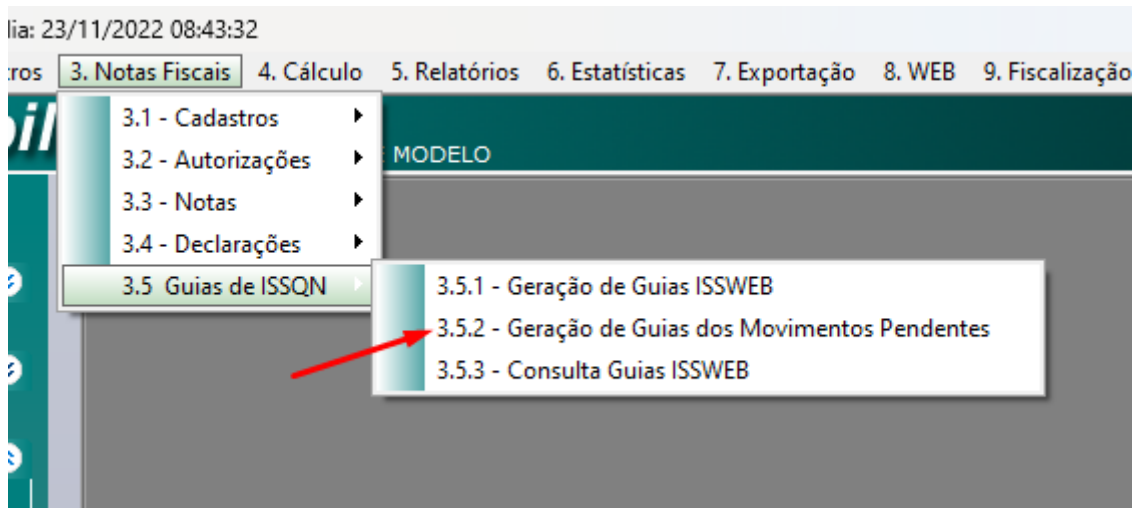 lia: 23/11/2022 08:43:32
ros 3. Notas Fiscais 4. Cálculo 5. Relatórios 6. Estatísticas 7. Exportação 8. WEB 9. Fiscalização
bil
MODELO
3.1 - Cadastros
3.2 - Autorizações
3.3 - Notas
3.4 - Declarações
3.5 Guias de ISSQN
3.5.1 - Geração de Guias ISSWEB
3.5.2 - Geração de Guias dos Movimentos Pendentes
3.5.3 - Consulta Guias ISSWEB